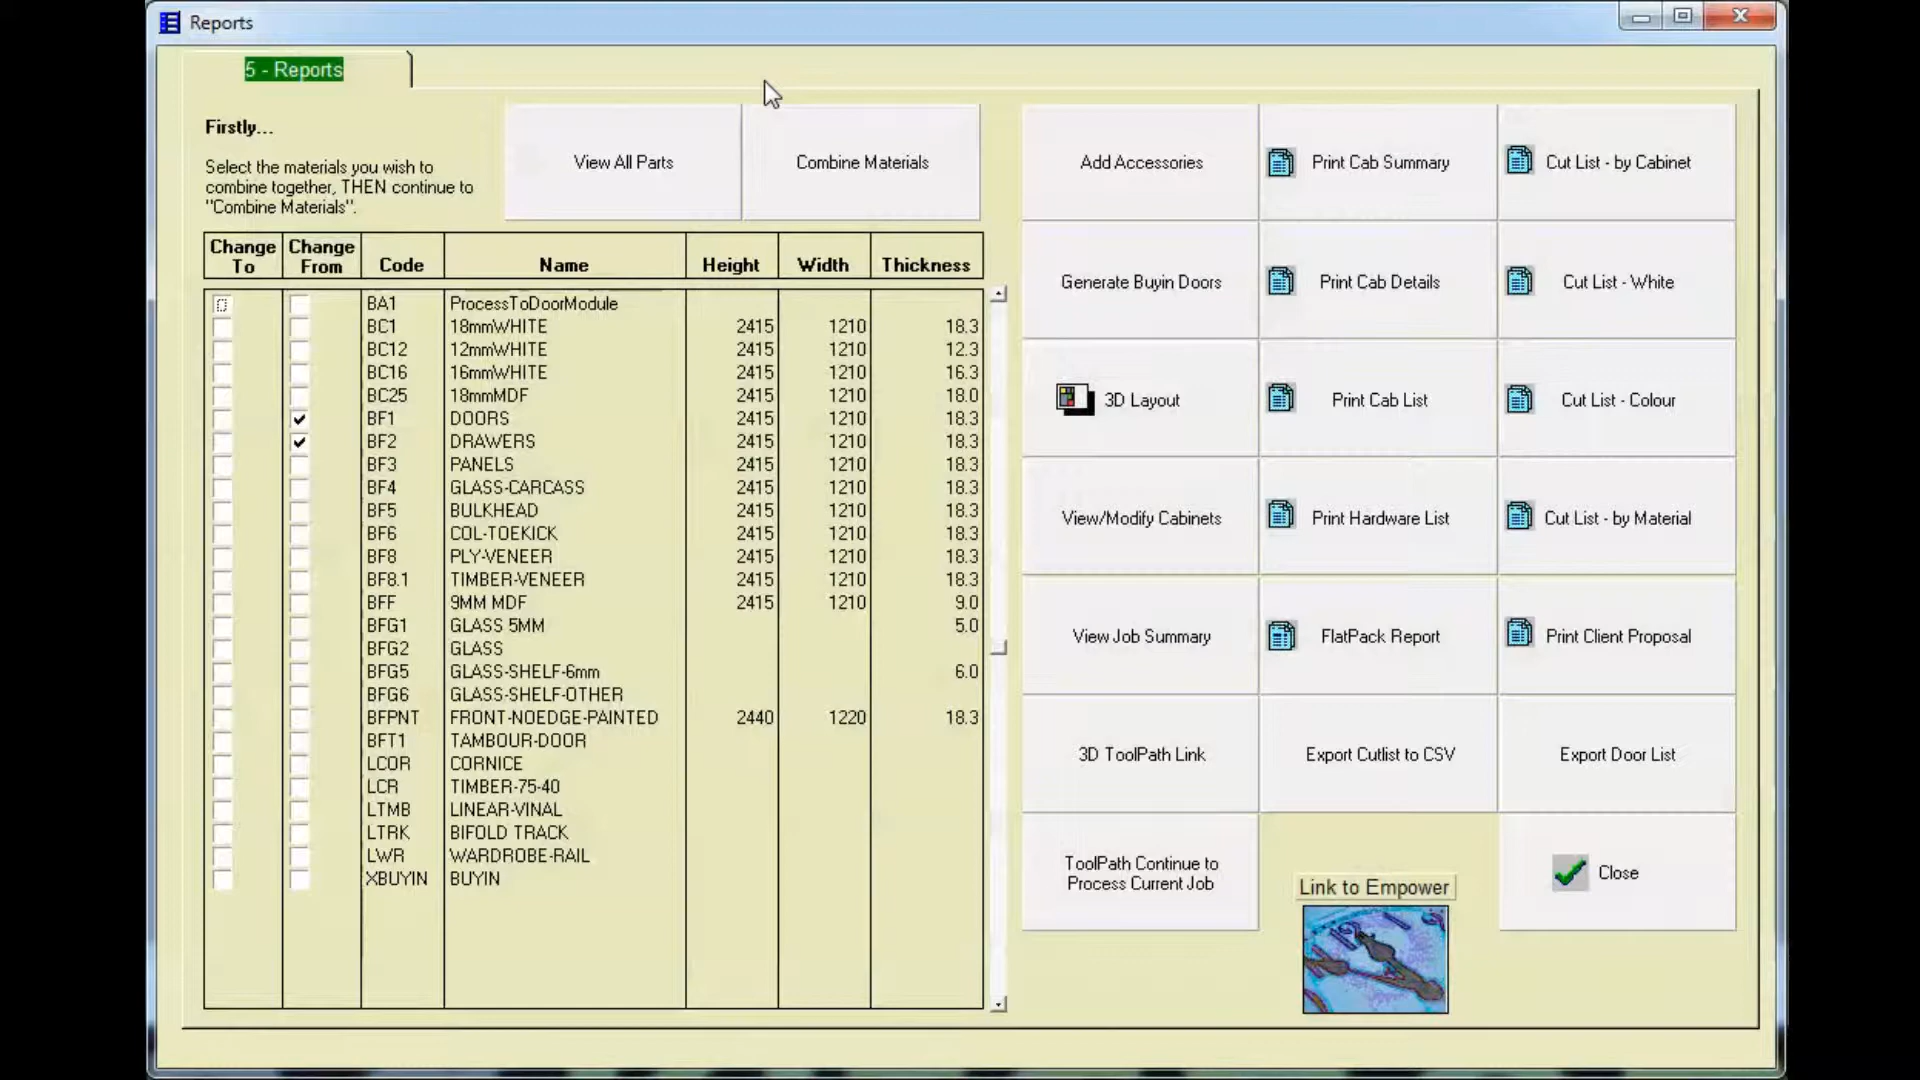 Reports
5 - Reports
Firstly...
Select the materials you wish to
combine together, THEN continue to
"Combine Materials".
View All Parts
Combine Materials
Change To Change From Code Name Height Width Thickness
BA1 ProcessToDoorModule
BC1 18mmWHITE 2415 1210 18.3
BC12 12mmWHITE 2415 1210 12.3
BC16 16mmWHITE 2415 1210 16.3
BC25 18mmMDF 2415 1210 18.0
BF1 DOORS 2415 1210 18.3
BF2 DRAWERS 2415 1210 18.3
BF3 PANELS 2415 1210 18.3
BF4 GLASS-CARCASS 2415 1210 18.3
BF5 BULKHEAD 2415 1210 18.3
BF6 COL-TOEKICK 2415 1210 18.3
BF8 PLY-VENEER 2415 1210 18.3
BF8.1 TIMBER-VENEER 2415 1210 18.3
BFF 9MM MDF 2415 1210 9.0
BFG1 GLASS 5MM 5.0
BFG2 GLASS
BFG5 GLASS-SHELF-6mm 6.0
BFG6 GLASS-SHELF-OTHER
BFPNT FRONT-NOEDGE-PAINTED 2440 1220 18.3
BFT1 TAMBOUR-DOOR
LCOR CORNICE
LCR TIMBER-75-40
LTMB LINEAR-VINAL
LTRK BIFOLD TRACK
LWR WARDROBE-RAIL
XBUYIN BUYIN
Add Accessories
Print Cab Summary
Cut List - by Cabinet
Generate Buyin Doors
Print Cab Details
Cut List - White
3D Layout
Print Cab List
Cut List - Colour
View/Modify Cabinets
Print Hardware List
Cut List - by Material
View Job Summary
FlatPack Report
Print Client Proposal
3D ToolPath Link
Export Cutlist to CSV
Export Door List
ToolPath Continue to
Process Current Job
Link to Empower
Close